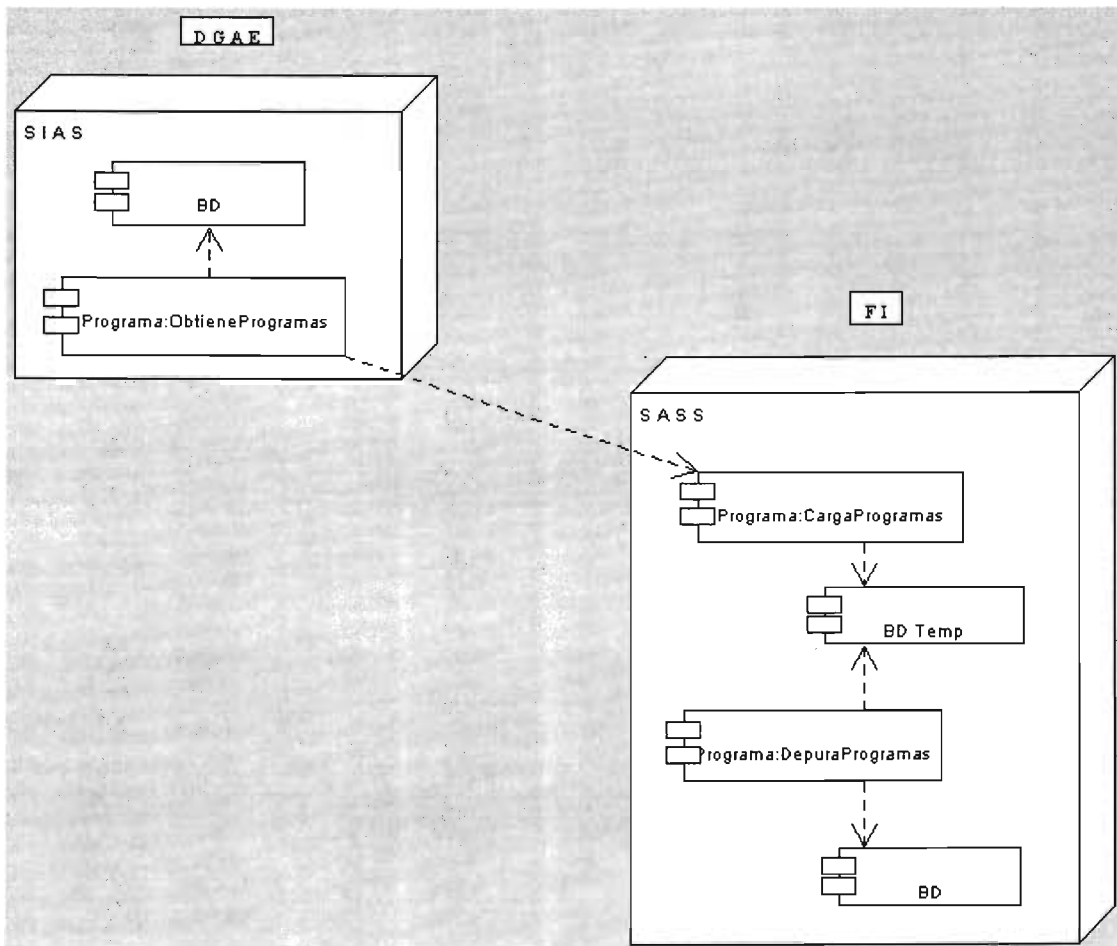 DGAE
SIAS
BD
Programa:ObtieneProgramas
FI
SASS
Programa:CargaProgramas
BD Temp
Programa:DepuraProgramas
BD